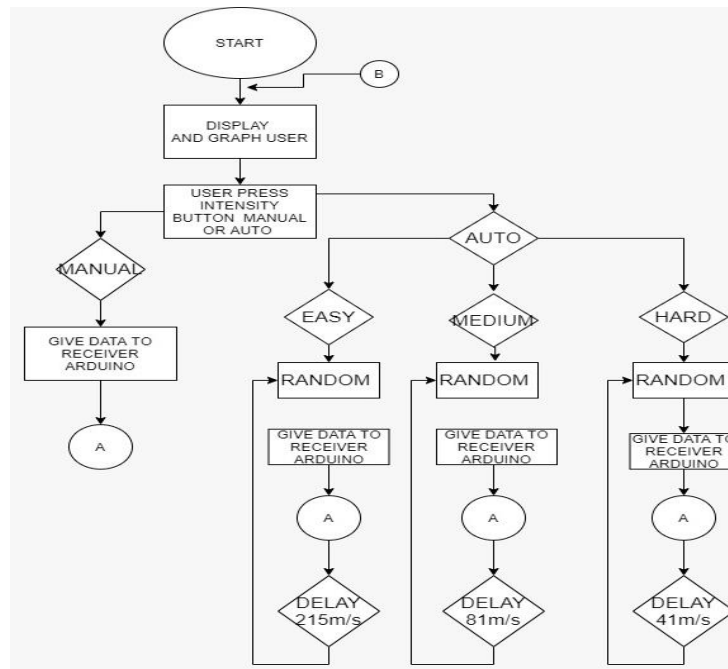 START
B
DISPLAY
AND GRAPH USER
USER PRESS
INTENSITY
BUTTON MANUAL
OR AUTO
AUTO
MANUAL
EASY
MEDIUM
HARD
GIVE DATA TO
RECEIVER
ARDUINO
RANDOM
RANDOM
RANDOM
A
GIVE DATA TO
RECEIVER
ARDUINO
GIVE DATA TO
RECEIVER
ARDUINO
GIVE DATA TO
RECEIVER
ARDUINO
A
A
A
DELAY
215m/s
DELAY
81m/s
DELAY
41m/s